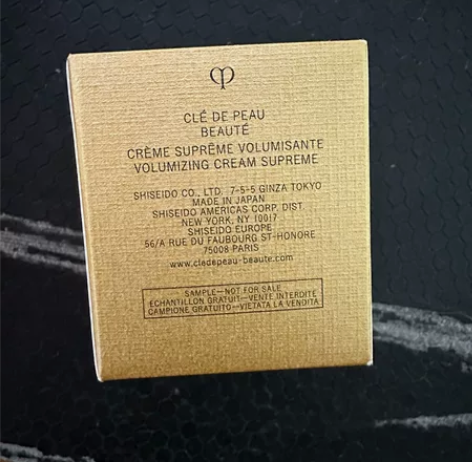 CLÉ DE PEAU
BEAUTÉ
CRÈME SUPRÊME VOLUMISANTE
VOLUMIZING CREAM SUPREME
SHISEIDO CO., LTD. 7-5-5 GINZA TOKYO
MADE IN JAPAN
SHISEIDO AMERICAS CORP. DIST.
NEW YORK, NY 10017
SHISEIDO EUROPE
56/A RUE DU FAUBOURG ST-HONORE
75008 PARIS
www.cledepeau-beaute.com
SAMPLE—NOT FOR SALE
ÉCHANTILLON GRATUIT—VENTE INTERDITE
CAMPIONE GRATUITO—VIETATA LA VENDITA